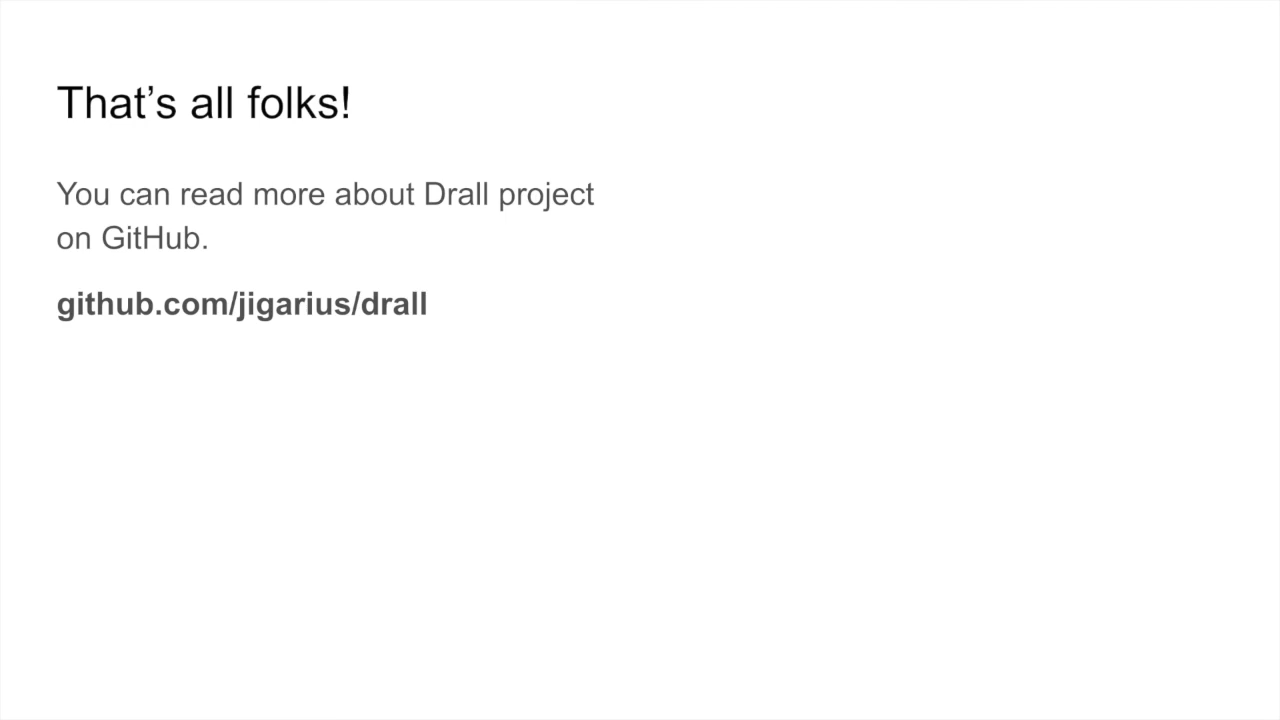 That’s all folks!
You can read more about Drall project
on GitHub.
github.com/jigarius/drall